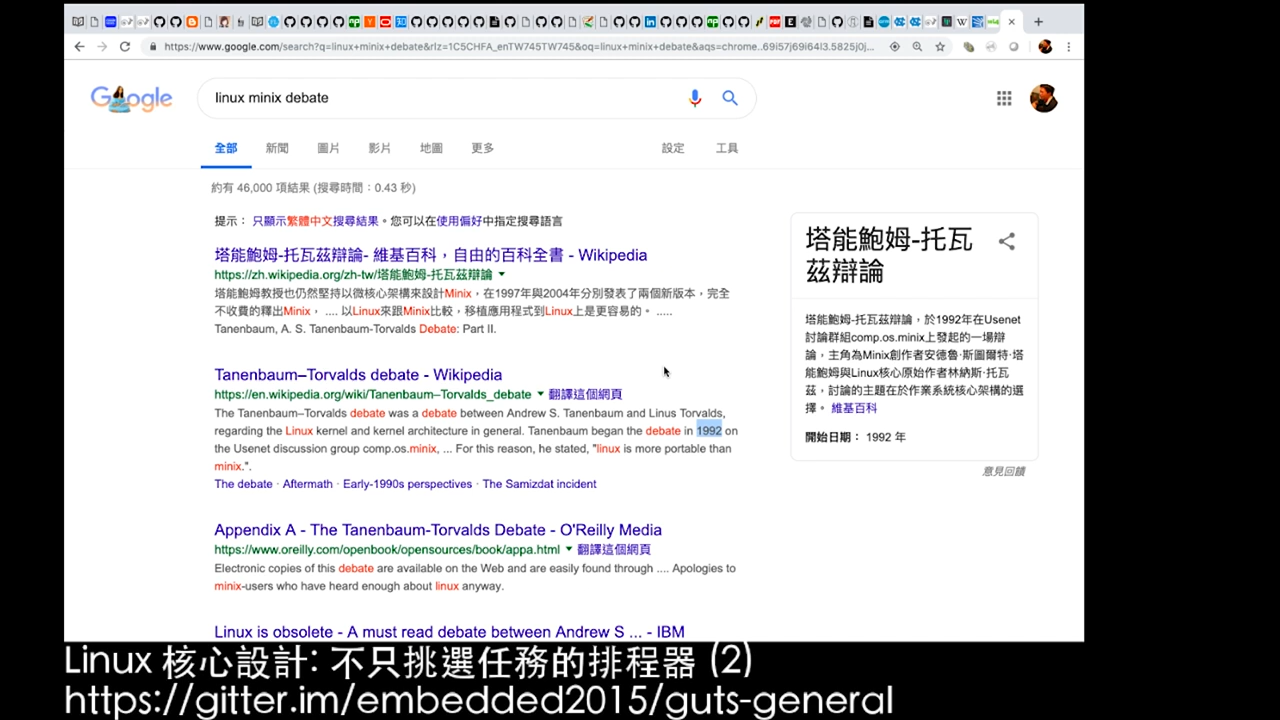 https://www.google.com/search?q=linux+minix+debate&rlz=1C5CHFA_enTW745TW745&oq=linux+minix+debate&aqs=chrome..69i57j69i64l3.5825j0j...
Google
linux minix debate
全部 新聞 圖片 影片 地圖 更多 設定 工具
約有 46,000 項結果 (搜尋時間：0.43 秒)
提示： 只顯示繁體中文搜尋結果。您可以在使用偏好中指定搜尋語言
塔能鮑姆-托瓦茲辯論- 維基百科，自由的百科全書 - Wikipedia
https://zh.wikipedia.org/zh-tw/塔能鮑姆-托瓦茲辯論
塔能鮑姆教授也仍然堅持以微核心架構來設計Minix，在1997年與2004年分別發表了兩個新版本，完全
不收費的釋出Minix， .... 以Linux來跟Minix比較，移植應用程式到Linux上是更容易的。 .....
Tanenbaum, A. S. Tanenbaum-Torvalds Debate: Part II.
Tanenbaum–Torvalds debate - Wikipedia
https://en.wikipedia.org/wiki/Tanenbaum–Torvalds_debate 翻譯這個網頁
The Tanenbaum–Torvalds debate was a debate between Andrew S. Tanenbaum and Linus Torvalds,
regarding the Linux kernel and kernel architecture in general. Tanenbaum began the debate in 1992 on
the Usenet discussion group comp.os.minix, ... For this reason, he stated, "linux is more portable than
minix.".
The debate · Aftermath · Early-1990s perspectives · The Samizdat incident
Appendix A - The Tanenbaum-Torvalds Debate - O'Reilly Media
https://www.oreilly.com/openbook/opensources/book/appa.html 翻譯這個網頁
Electronic copies of this debate are available on the Web and are easily found through .... Apologies to
minix-users who have heard enough about linux anyway.
Linux is obsolete - A must read debate between Andrew S ... - IBM
塔能鮑姆-托瓦
茲辯論
塔能鮑姆-托瓦茲辯論，於1992年在Usenet
討論群組comp.os.minix上發起的一場辯
論，主角為Minix創作者安德魯·斯圖爾特·塔
能鮑姆與Linux核心原始作者林納斯·托瓦
茲，討論的主題在於作業系統核心架構的選
擇。 維基百科
開始日期： 1992 年
意見回饋
Linux 核心設計: 不只挑選任務的排程器 (2)
https://gitter.im/embedded2015/guts-general